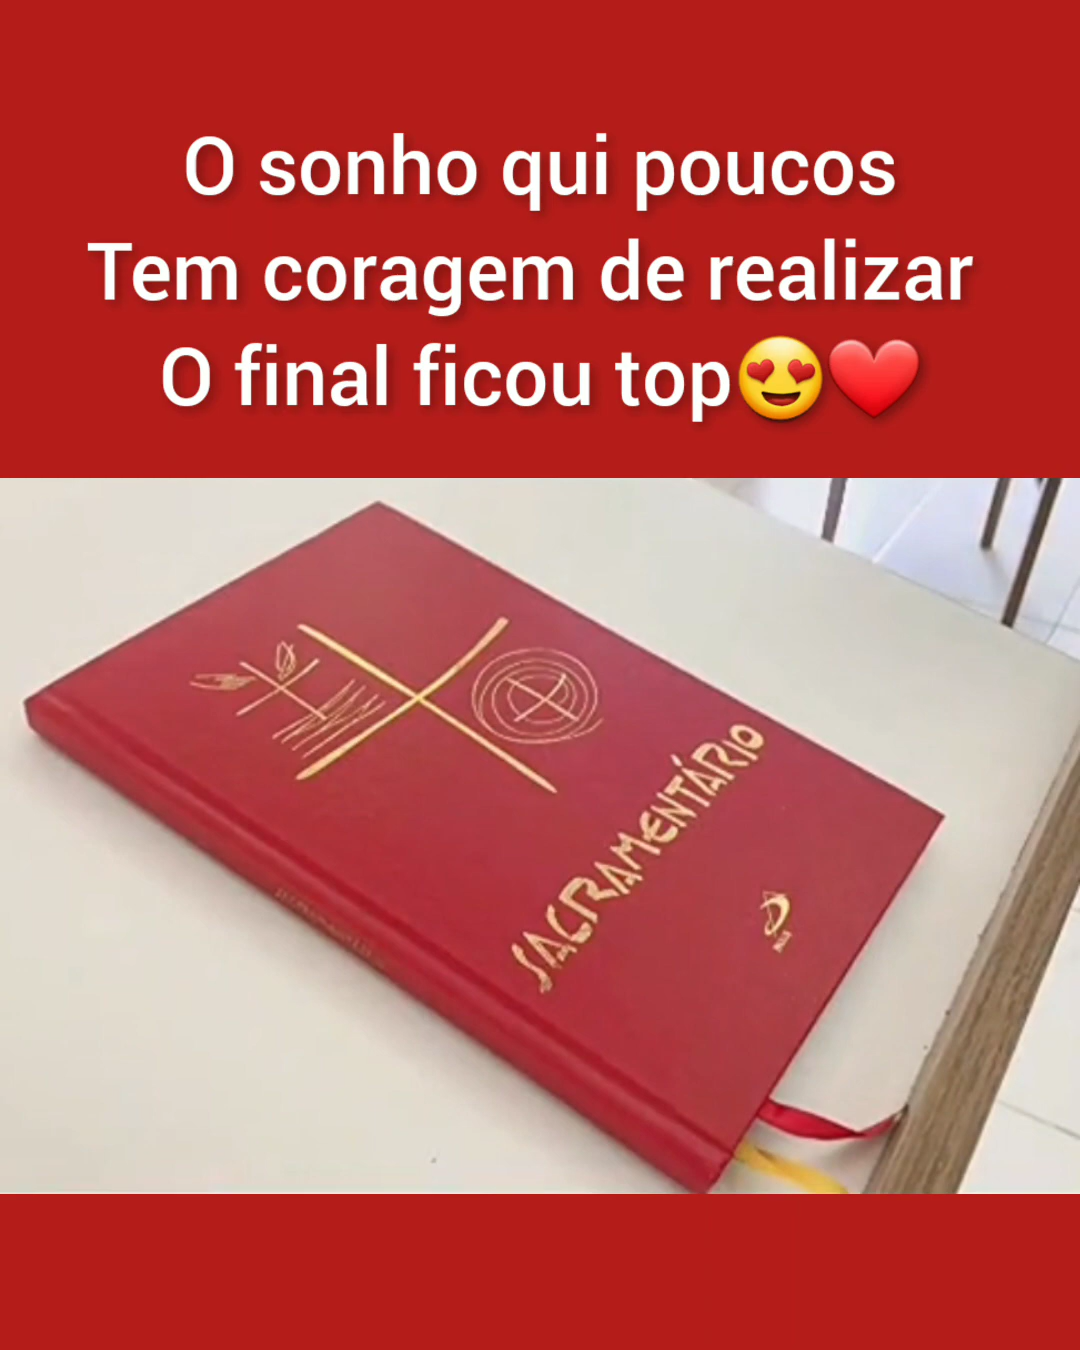 O sonho qui poucos
Tem coragem de realizar
O final ficou top😍❤️
SACRAMENTÁRIO